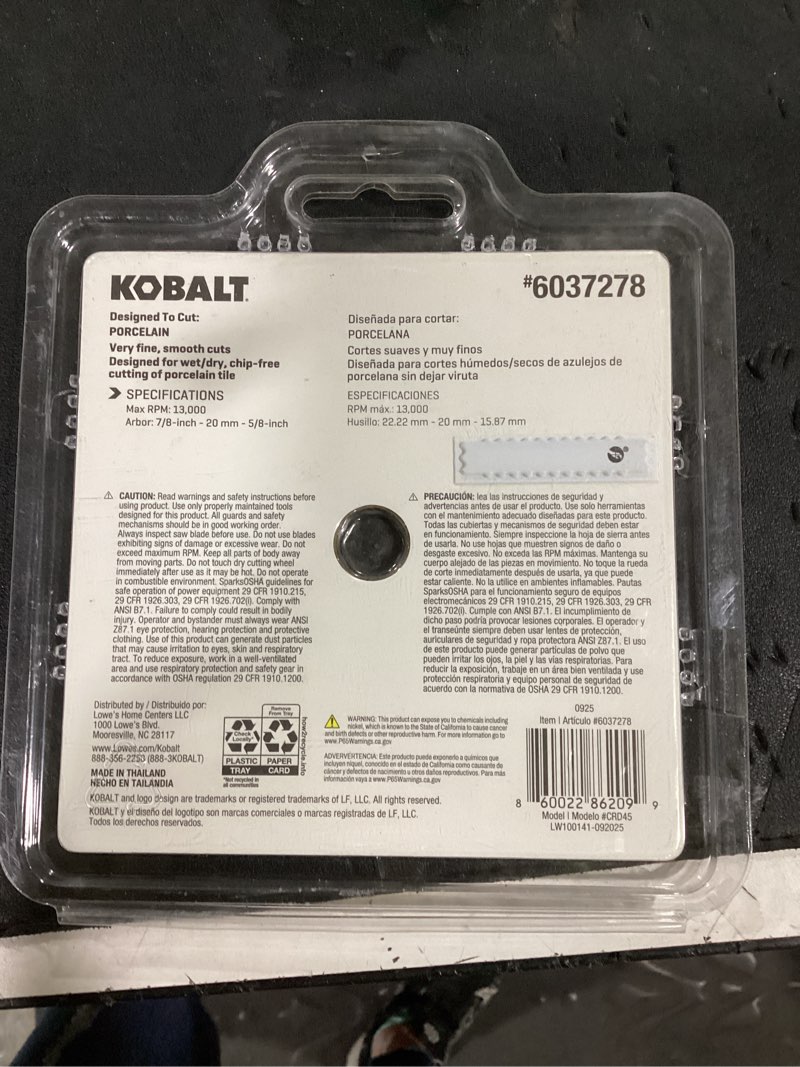 KOBALT.
#6037278
Designed To Cut:
PORCELAIN
Very fine, smooth cuts
Designed for wet/dry, chip-free
cutting of porcelain tile
SPECIFICATIONS
Max RPM: 13,000
Arbor: 7/8-inch - 20 mm - 5/8-inch
Diseñada para cortar:
PORCELANA
Cortes suaves y muy finos
Diseñada para cortes húmedos/secos de azulejos de
porcelana sin dejar viruta
ESPECIFICACIONES
RPM máx.: 13,000
Husillo: 22.22 mm - 20 mm - 15.87 mm
CAUTION: Read warnings and safety instructions before
using product. Use only properly maintained tools
designed for this product. All guards and safety
mechanisms should be in good working order.
Always inspect saw blade before use. Do not use blades
exhibiting signs of damage or excessive wear. Do not
exceed maximum RPM. Keep all parts of body away
from moving parts. Do not touch dry cutting wheel
immediately after use as it may be hot. Do not operate
in combustible environment. SparksOSHA guidelines for
safe operation of power equipment 29 CFR 1910.215,
29 CFR 1926.303, 29 CFR 1926.702(I). Comply with
ANSI B7.1. Failure to comply could result in bodily
injury. Operator and bystander must always wear ANSI
Z87.1 eye protection, hearing protection and protective
clothing. Use of this product can generate dust particles
that may cause irritation to eyes, skin and respiratory
tract. To reduce exposure, work in a well-ventilated
area and use respiratory protection and safety gear in
accordance with OSHA regulation 29 CFR 1910.1200.
PRECAUCIÓN: lea las instrucciones de seguridad y
advertencias antes de usar el producto. Use solo herramientas
con el mantenimiento adecuado diseñadas para este producto.
Todas las cubiertas y mecanismos de seguridad deben estar
en funcionamiento. Siempre inspeccione la hoja de sierra antes
de usarla. No use hojas que muestren signos de daño o
desgaste excesivo. No exceda las RPM máximas. Mantenga su
cuerpo alejado de las piezas en movimiento. No toque la rueda
de corte inmediatamente después de usarla, ya que puede
estar caliente. No la utilice en ambientes inflamables. Pautas
SparksOSHA para el funcionamiento seguro de equipos
electromecánicos 29 CFR 1910.215, 29 CFR 1926.303, 29 CFR
1926.702(I). Cumple con ANSI B7.1. El incumplimiento de
dicho paso podría provocar lesiones corporales. El operador y
el transeúnte siempre deben usar lentes de protección,
auriculares de seguridad y ropa protectora ANSI Z87.1. El uso
de este producto puede generar partículas de polvo que
pueden irritar los ojos, la piel y las vías respiratorias. Para
reducir la exposición, trabaje en un área bien ventilada y use
protección respiratoria y equipo personal de seguridad de
acuerdo con la normativa de OSHA 29 CFR 1910.1200.
Distributed by / Distribuido por:
Lowe's Home Centers LLC
1000 Lowe's Blvd.
Mooresville, NC 28117
www.Lowes.com/Kobalt
888-356-2253 (888-3KOBALT)
MADE IN THAILAND
HECHO EN TAILANDIA
Remove
From Tray
Check
Locally*
PLASTIC
PAPER
TRAY
CARD
*Not recycled in
all communities
how2recycle.info
WARNING: This product can expose you to chemicals including
nickel, which is known to the State of California to cause cancer
and birth defects or other reproductive harm. For more information go to
www.P65Warnings.ca.gov
ADVERVERTENCIA: Este producto puede exponerlo a químicos que
incluyen níquel, conocido en el estado de California como causante de
cáncer y defectos de nacimiento u otros daños reproductivos. Para más
información vaya a www.P65Warnings.ca.gov
0925
Item | Artículo #6037278
8 60022 86209 9
Model | Modelo #CRD45
LW100141-092025
KOBALT and logo design are trademarks or registered trademarks of LF, LLC. All rights reserved.
KOBALT y el diseño del logotipo son marcas comerciales o marcas registradas de LF, LLC.
Todos los derechos reservados.